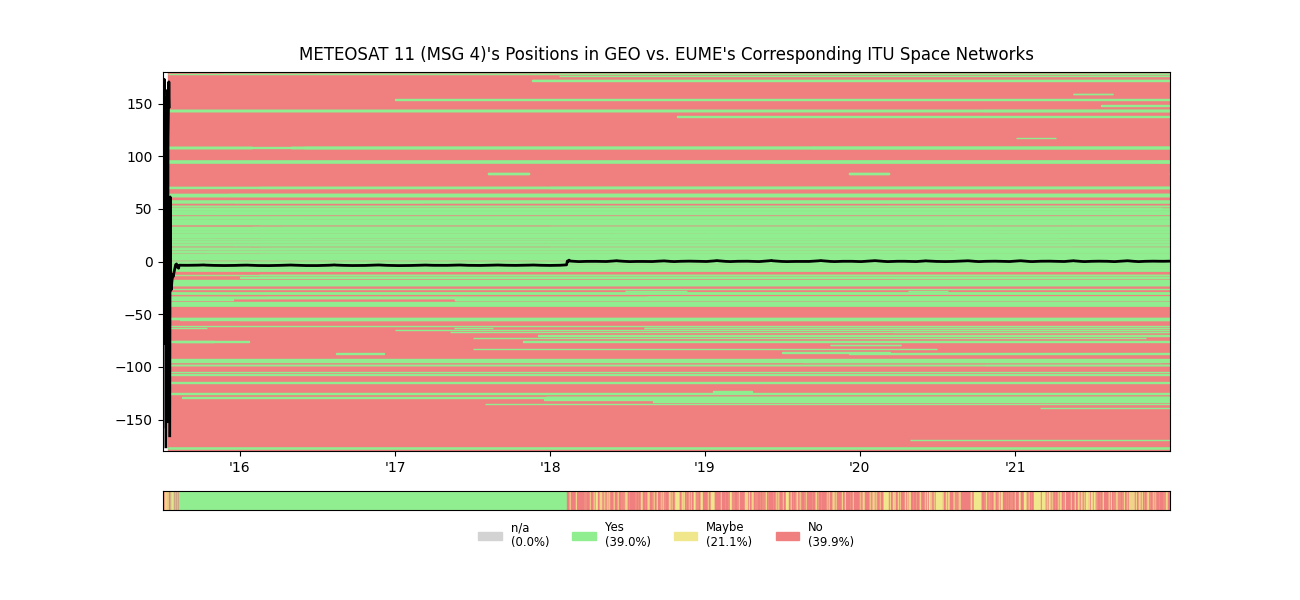 METEOSAT 11 (MSG 4)'s Positions in GEO vs. EUME's Corresponding ITU Space Networks
150
100
50
0
−50
−100
−150
'16 '17 '18 '19 '20 '21
n/a Yes Maybe No
(0.0%) (39.0%) (21.1%) (39.9%)